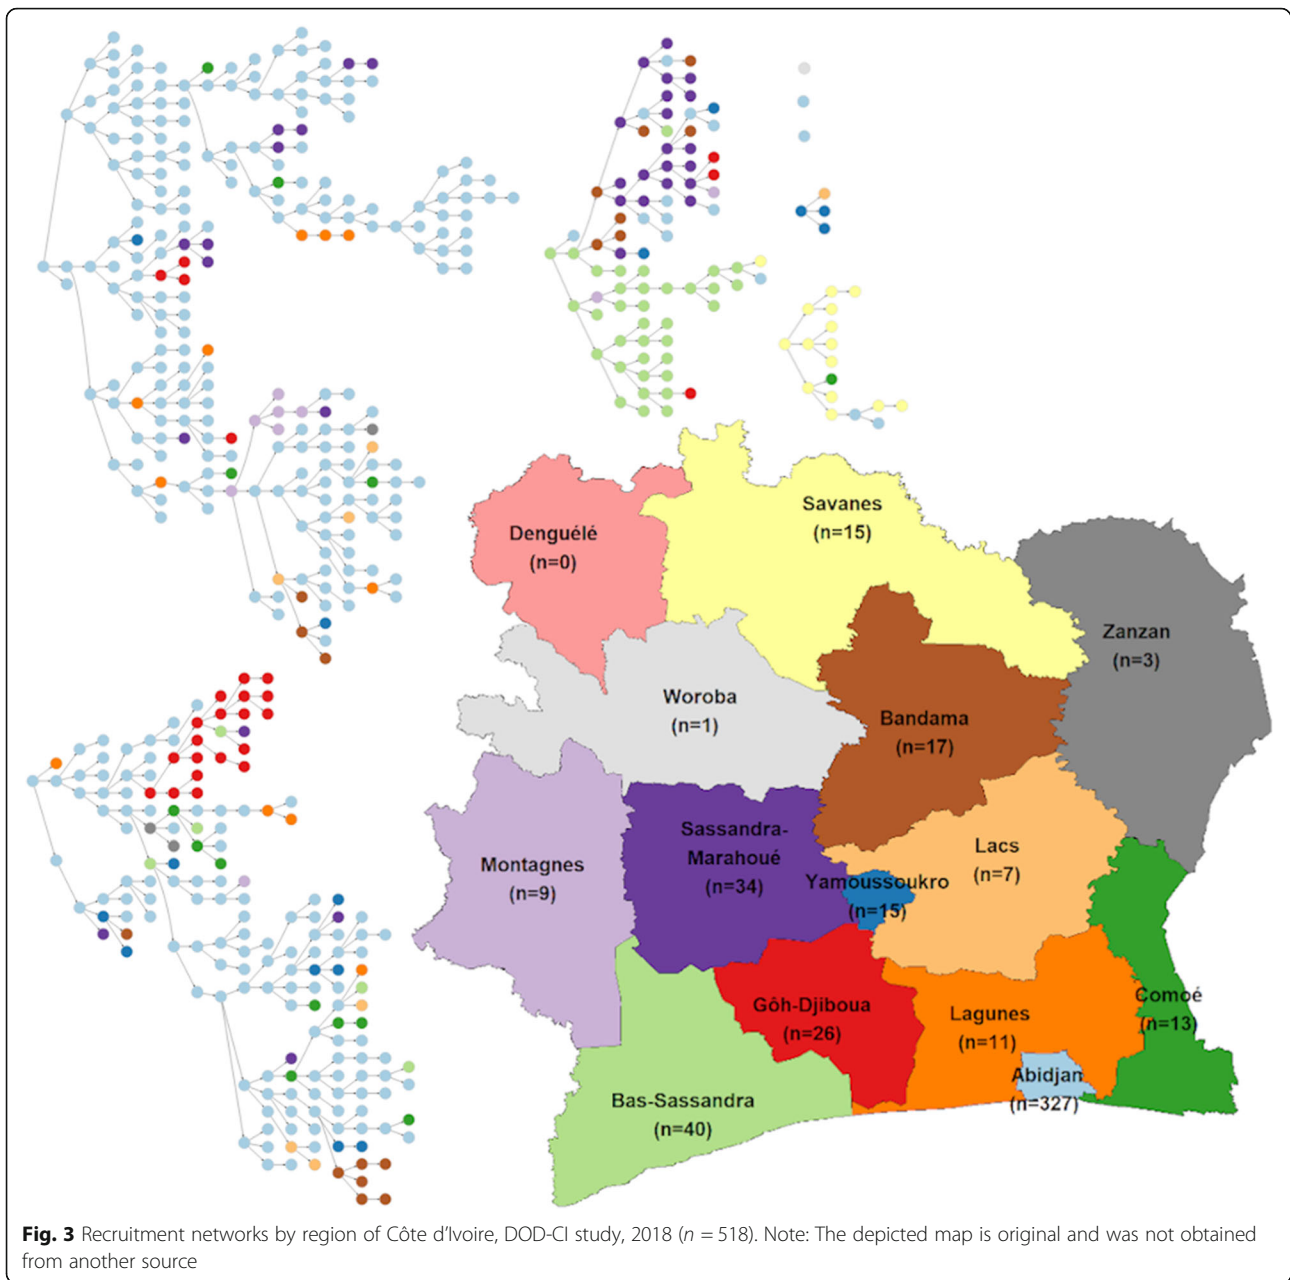 Savanes
(n=15)
Denguélé
(n=0)
Zanzan
(n=3)
Woroba
(n=1)
Bandama
(n=17)
Sassandra-
Marahoué
(n=34)
Lacs
(n=7)
Montagnes
(n=9)
Yamoussoukro
(n=15)
Gôh-Djiboua
(n=26)
Lagunes
(n=11)
Comoé
(n=13)
Abidjan
(n=327)
Bas-Sassandra
(n=40)
Fig. 3 Recruitment networks by region of Côte d'Ivoire, DOD-CI study, 2018 (n = 518). Note: The depicted map is original and was not obtained
from another source